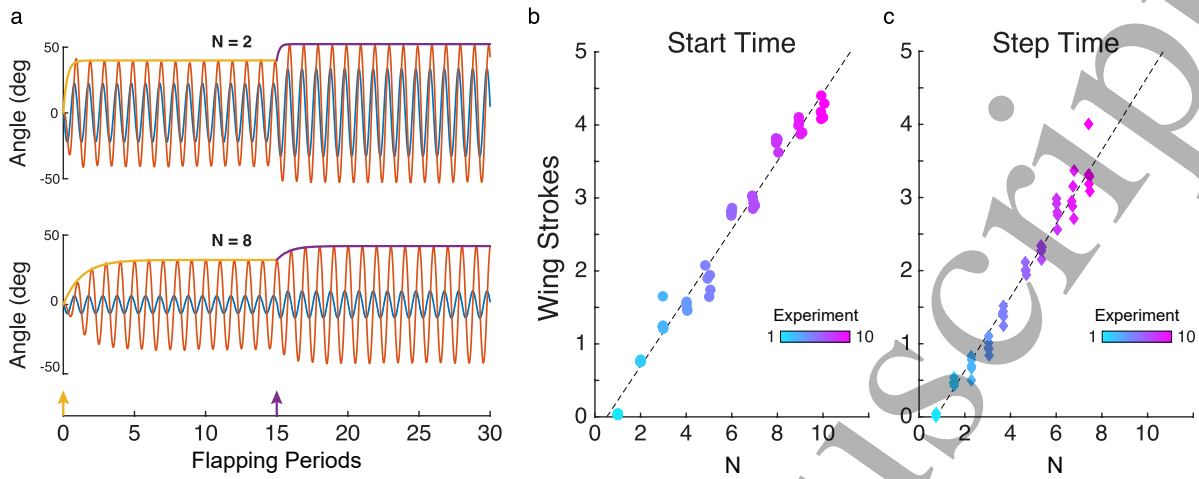 a
N = 2
50
0
-50
Angle (deg
N = 8
50
0
-50
Angle (deg
0 5 10 15 20 25 30
Flapping Periods
b
Start Time
5
4
3
2
1
0
Wing Strokes
0 2 4 6 8 10
N
Experiment
1 10
c
Step Time
5
4
3
2
1
0
0 2 4 6 8 10
N
Experiment
1 10